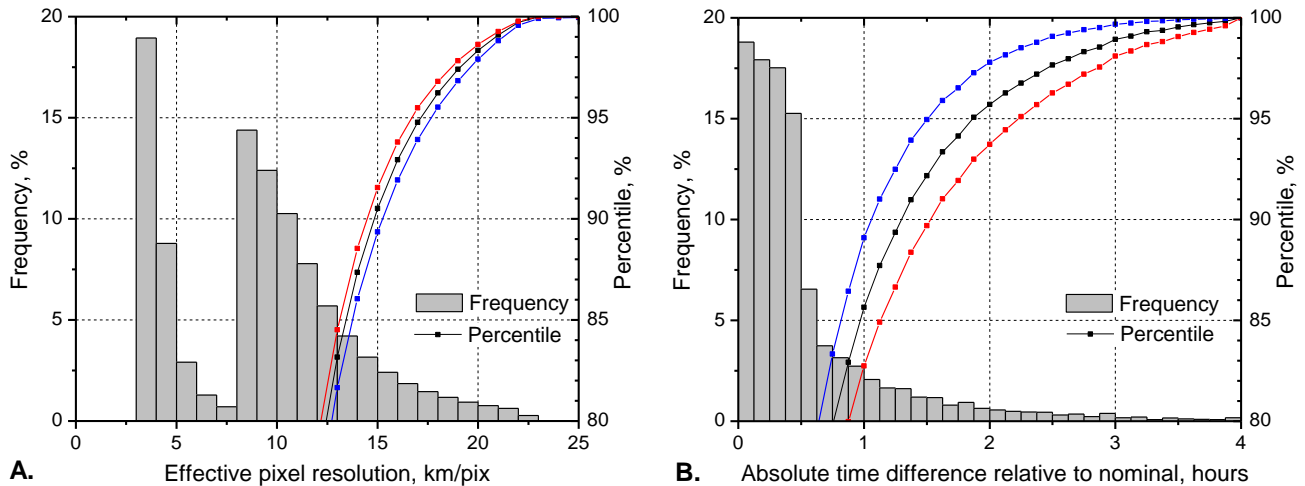 20
15
10
5
0
Frequency, %
100
95
90
85
80
Percentile, %
Frequency
Percentile
0 5 10 15 20 25
A. Effective pixel resolution, km/pix
20
15
10
5
0
Frequency, %
100
95
90
85
80
Percentile, %
Frequency
Percentile
0 1 2 3 4
B. Absolute time difference relative to nominal, hours